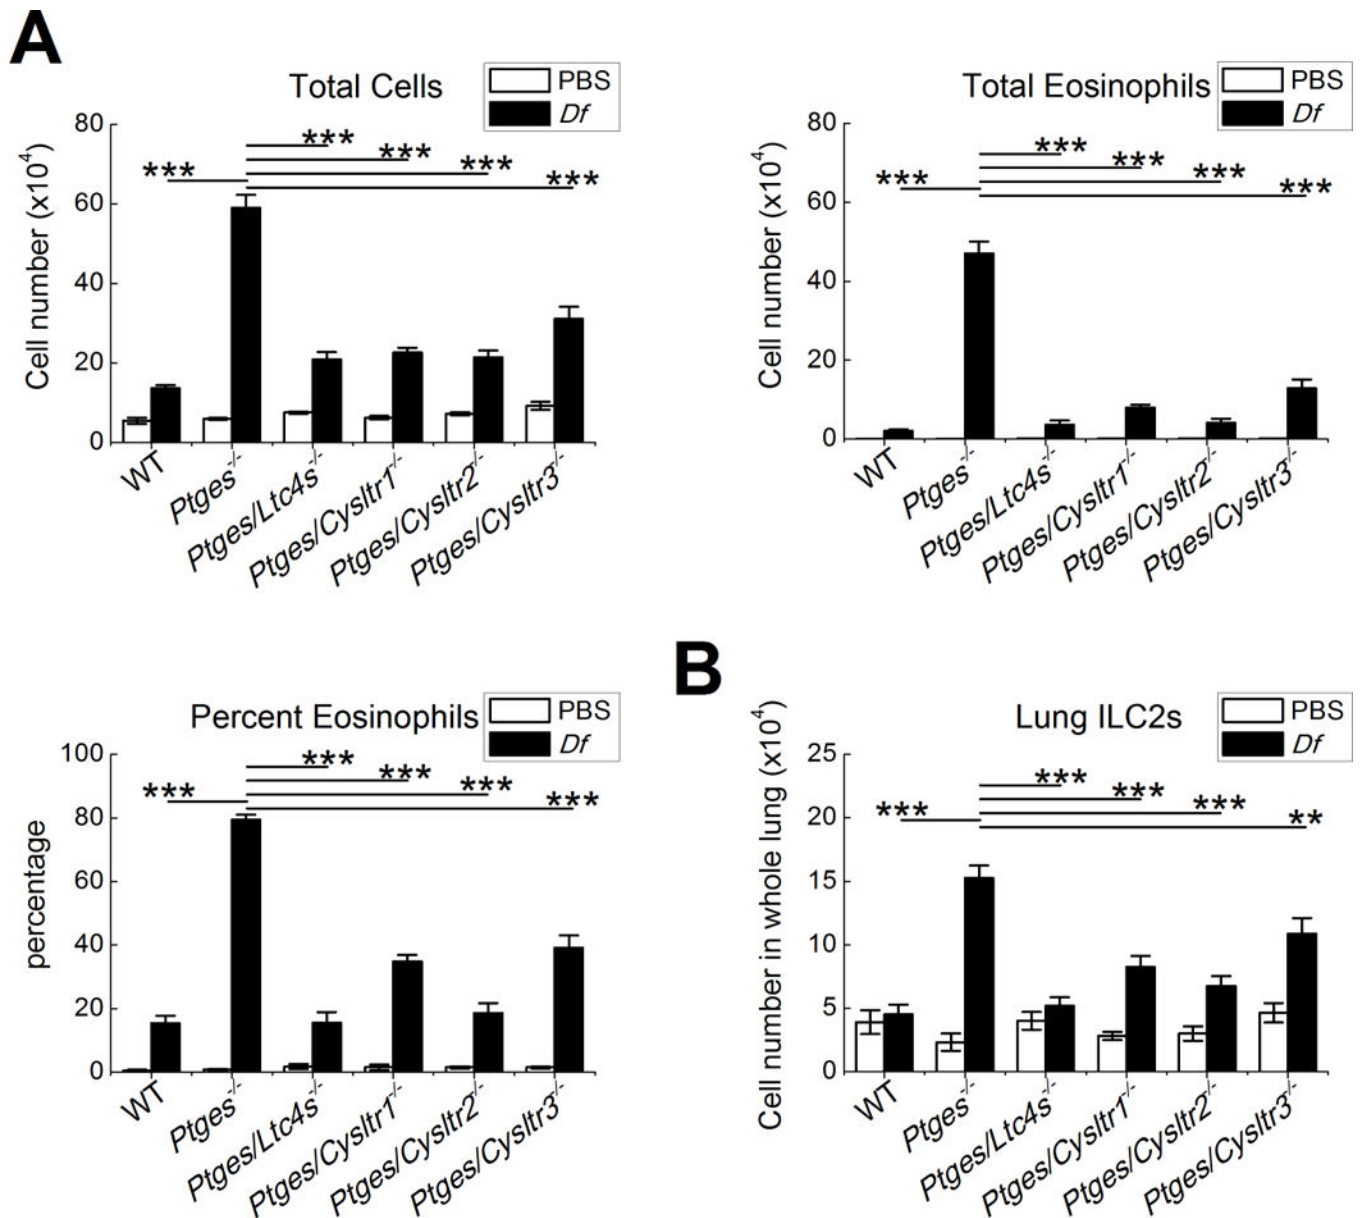 A
Total Cells
PBS
Df
Cell number (x10⁴)
80
60
40
20
0
***
***
***
***
***
WT
Ptges⁻/⁻
Ptges/Ltc4s⁻/⁻
Ptges/Cysltr1⁻/⁻
Ptges/Cysltr2⁻/⁻
Ptges/Cysltr3⁻/⁻
Total Eosinophils
PBS
Df
Cell number (x10⁴)
80
60
40
20
0
***
***
***
***
***
WT
Ptges⁻/⁻
Ptges/Ltc4s⁻/⁻
Ptges/Cysltr1⁻/⁻
Ptges/Cysltr2⁻/⁻
Ptges/Cysltr3⁻/⁻
Percent Eosinophils
PBS
Df
percentage
100
80
60
40
20
0
***
***
***
***
***
WT
Ptges⁻/⁻
Ptges/Ltc4s⁻/⁻
Ptges/Cysltr1⁻/⁻
Ptges/Cysltr2⁻/⁻
Ptges/Cysltr3⁻/⁻
B
Lung ILC2s
PBS
Df
Cell number in whole lung (x10⁴)
25
20
15
10
5
0
***
***
***
***
**
WT
Ptges⁻/⁻
Ptges/Ltc4s⁻/⁻
Ptges/Cysltr1⁻/⁻
Ptges/Cysltr2⁻/⁻
Ptges/Cysltr3⁻/⁻